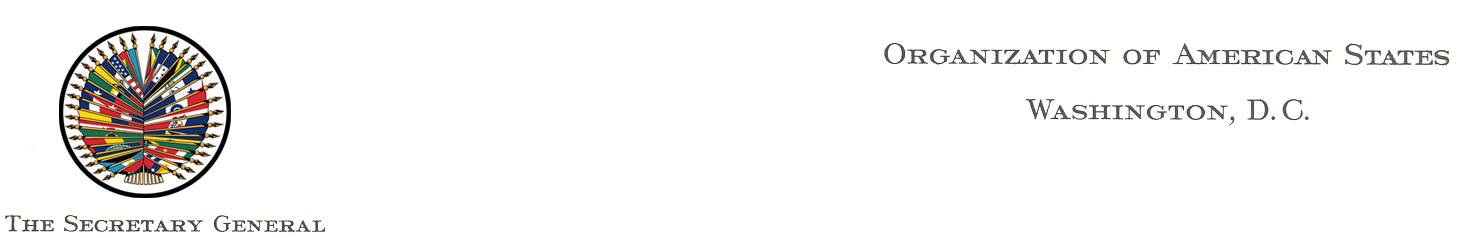 Organization of American States
Washington, D.C.
The Secretary General